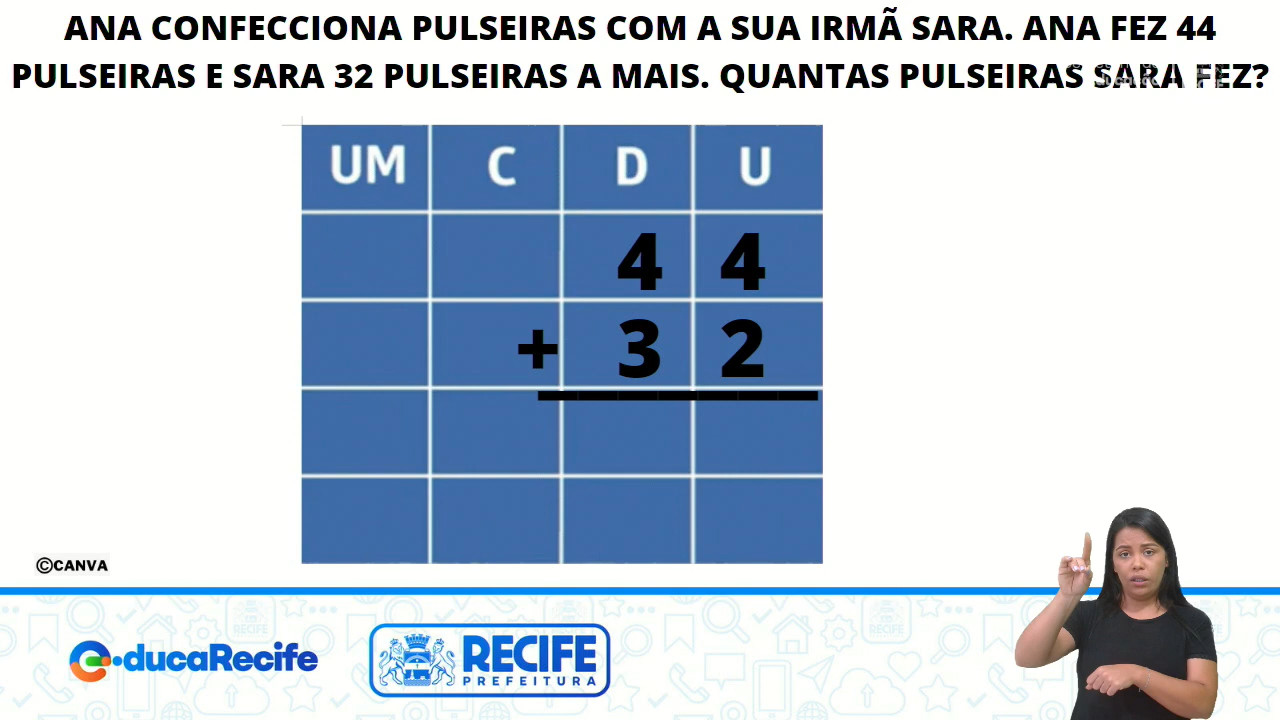 ANA CONFECCIONA PULSEIRAS COM A SUA IRMÃ SARA. ANA FEZ 44
PULSEIRAS E SARA 32 PULSEIRAS A MAIS. QUANTAS PULSEIRAS SARA FEZ?
UM C D U
4 4
+ 3 2
©CANVA
EducaRecife
RECIFE
PREFEITURA